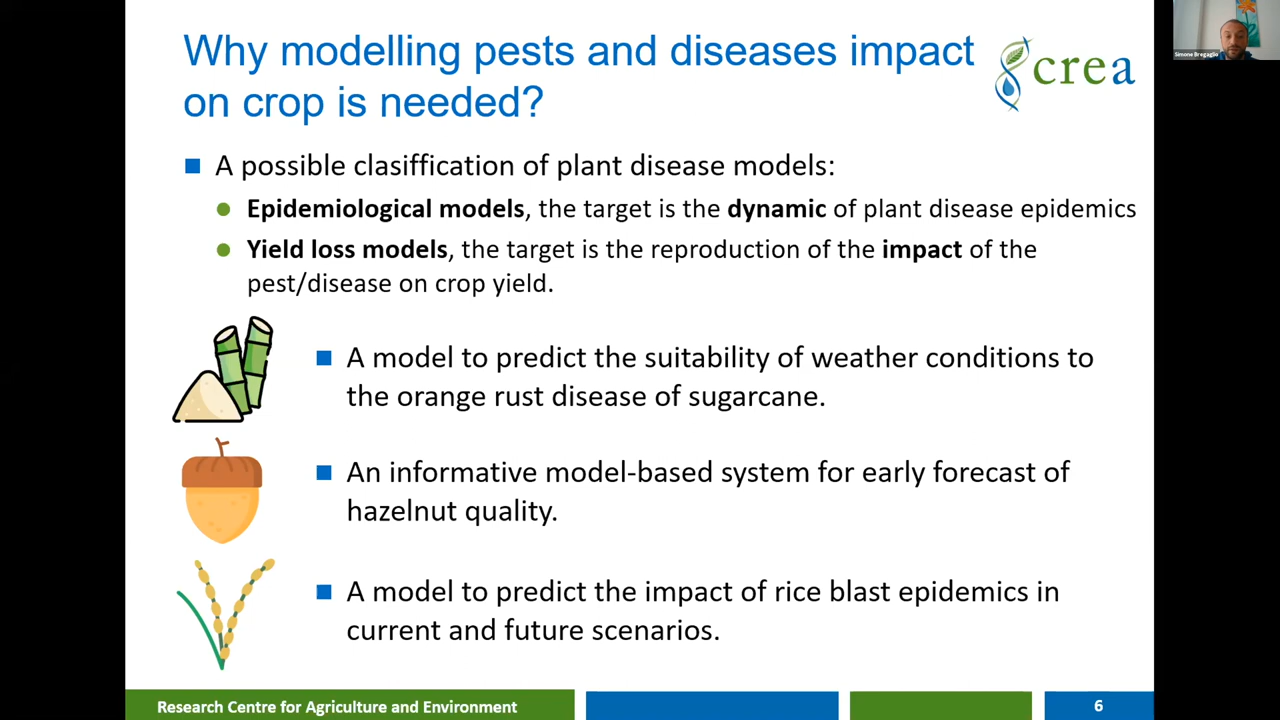 Why modelling pests and diseases impact
on crop is needed?
crea
Simone Bregaglio
A possible clasiffication of plant disease models:
Epidemiological models, the target is the dynamic of plant disease epidemics
Yield loss models, the target is the reproduction of the impact of the
pest/disease on crop yield.
A model to predict the suitability of weather conditions to
the orange rust disease of sugarcane.
An informative model-based system for early forecast of
hazelnut quality.
A model to predict the impact of rice blast epidemics in
current and future scenarios.
Research Centre for Agriculture and Environment
6